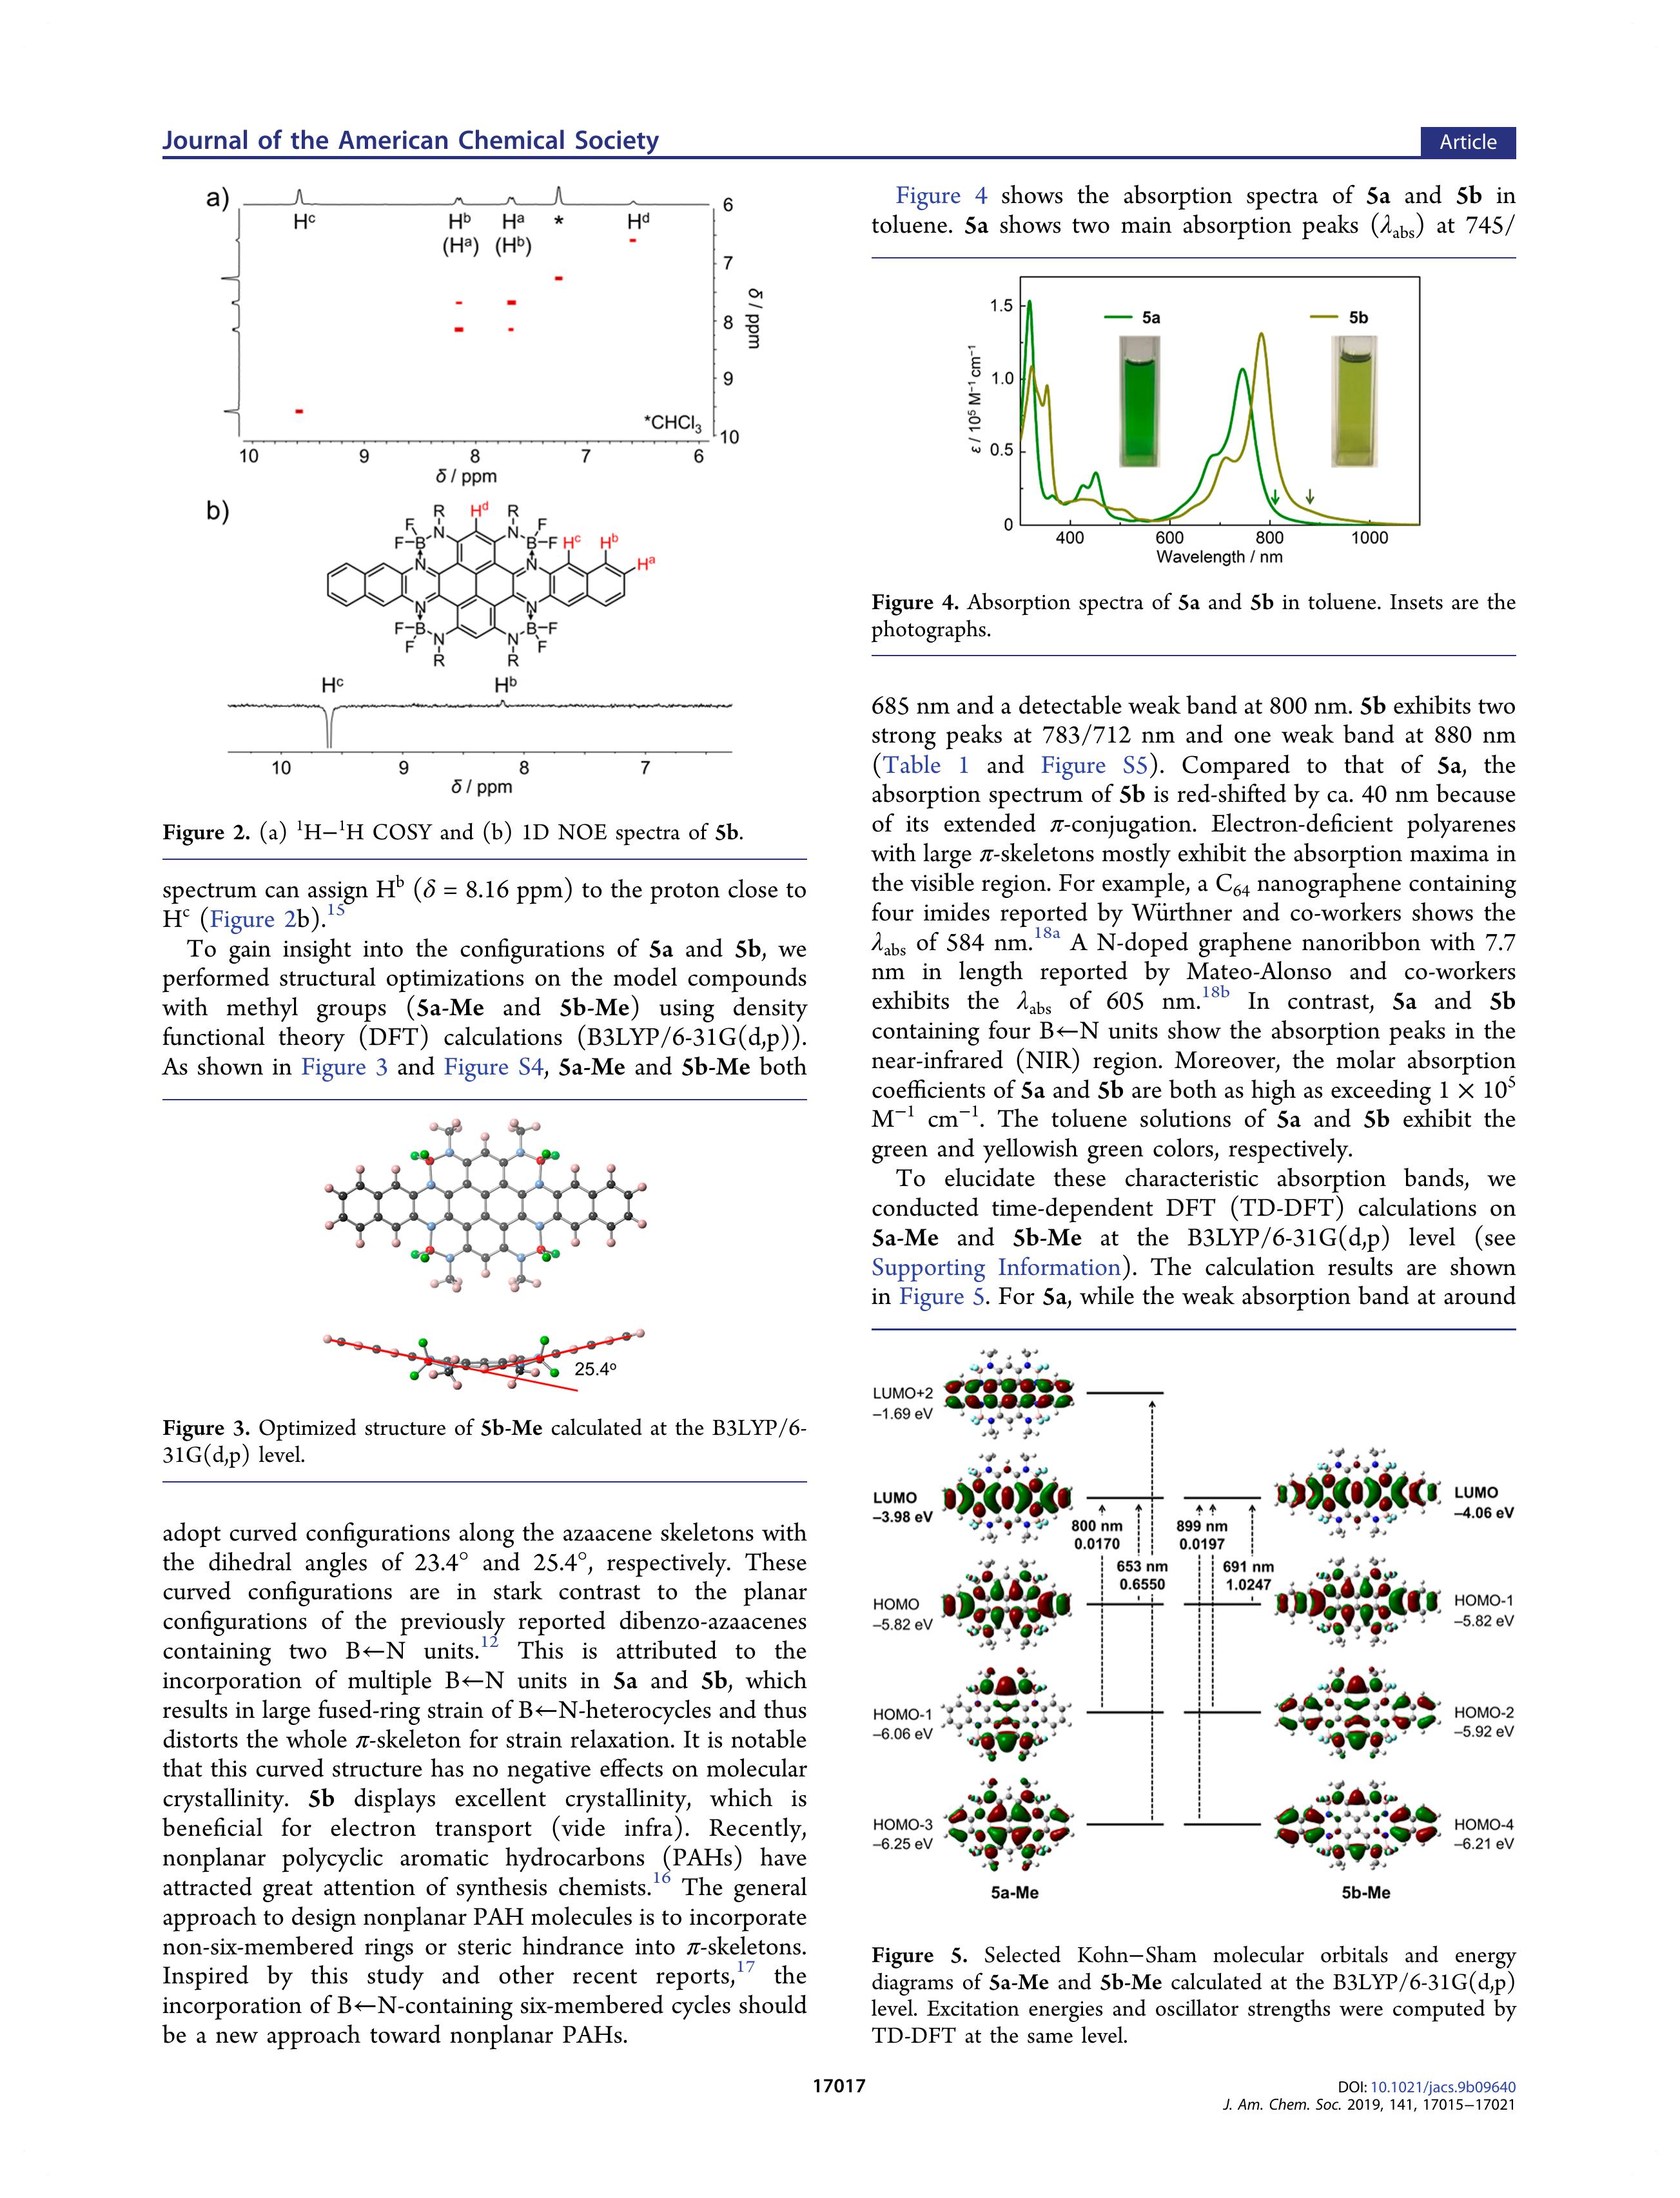 Journal of the American Chemical Society
Article
a)
Hc
Hb
Ha
*
Hd
(Ha)
(Hb)
6
7
8
9
10
δ / ppm
*CHCl3
10
9
8
7
6
δ / ppm
b)
R
Hd
R
F
F
F–B
N
N
B–F
Hc
Hb
N
N
Ha
N
N
F–B
N
N
B–F
F
F
R
R
Hc
Hb
10
9
8
7
δ / ppm
Figure 2. (a) 1H−1H COSY and (b) 1D NOE spectra of 5b.
spectrum can assign Hb (δ = 8.16 ppm) to the proton close to
Hc (Figure 2b).15
To gain insight into the configurations of 5a and 5b, we
performed structural optimizations on the model compounds
with methyl groups (5a-Me and 5b-Me) using density
functional theory (DFT) calculations (B3LYP/6-31G(d,p)).
As shown in Figure 3 and Figure S4, 5a-Me and 5b-Me both
25.4o
Figure 3. Optimized structure of 5b-Me calculated at the B3LYP/6-
31G(d,p) level.
adopt curved configurations along the azaacene skeletons with
the dihedral angles of 23.4° and 25.4°, respectively. These
curved configurations are in stark contrast to the planar
configurations of the previously reported dibenzo-azaacenes
containing two B←N units.12 This is attributed to the
incorporation of multiple B←N units in 5a and 5b, which
results in large fused-ring strain of B←N-heterocycles and thus
distorts the whole π-skeleton for strain relaxation. It is notable
that this curved structure has no negative effects on molecular
crystallinity. 5b displays excellent crystallinity, which is
beneficial for electron transport (vide infra). Recently,
nonplanar polycyclic aromatic hydrocarbons (PAHs) have
attracted great attention of synthesis chemists.16 The general
approach to design nonplanar PAH molecules is to incorporate
non-six-membered rings or steric hindrance into π-skeletons.
Inspired by this study and other recent reports,17 the
incorporation of B←N-containing six-membered cycles should
be a new approach toward nonplanar PAHs.
Figure 4 shows the absorption spectra of 5a and 5b in
toluene. 5a shows two main absorption peaks (λabs) at 745/
1.5
1.0
0.5
0
ε / 10⁵ M−1 cm−1
5a
5b
400
600
800
1000
Wavelength / nm
Figure 4. Absorption spectra of 5a and 5b in toluene. Insets are the
photographs.
685 nm and a detectable weak band at 800 nm. 5b exhibits two
strong peaks at 783/712 nm and one weak band at 880 nm
(Table 1 and Figure S5). Compared to that of 5a, the
absorption spectrum of 5b is red-shifted by ca. 40 nm because
of its extended π-conjugation. Electron-deficient polyarenes
with large π-skeletons mostly exhibit the absorption maxima in
the visible region. For example, a C64 nanographene containing
four imides reported by Würthner and co-workers shows the
λabs of 584 nm.18a A N-doped graphene nanoribbon with 7.7
nm in length reported by Mateo-Alonso and co-workers
exhibits the λabs of 605 nm.18b In contrast, 5a and 5b
containing four B←N units show the absorption peaks in the
near-infrared (NIR) region. Moreover, the molar absorption
coefficients of 5a and 5b are both as high as exceeding 1 × 10⁵
M−1 cm−1. The toluene solutions of 5a and 5b exhibit the
green and yellowish green colors, respectively.
To elucidate these characteristic absorption bands, we
conducted time-dependent DFT (TD-DFT) calculations on
5a-Me and 5b-Me at the B3LYP/6-31G(d,p) level (see
Supporting Information). The calculation results are shown
in Figure 5. For 5a, while the weak absorption band at around
LUMO+2
−1.69 eV
LUMO
−3.98 eV
LUMO
−4.06 eV
800 nm
0.0170
899 nm
0.0197
653 nm
0.6550
691 nm
1.0247
HOMO
−5.82 eV
HOMO-1
−5.82 eV
HOMO-1
−6.06 eV
HOMO-2
−5.92 eV
HOMO-3
−6.25 eV
HOMO-4
−6.21 eV
5a-Me
5b-Me
Figure 5. Selected Kohn−Sham molecular orbitals and energy
diagrams of 5a-Me and 5b-Me calculated at the B3LYP/6-31G(d,p)
level. Excitation energies and oscillator strengths were computed by
TD-DFT at the same level.
17017
DOI: 10.1021/jacs.9b09640
J. Am. Chem. Soc. 2019, 141, 17015−17021